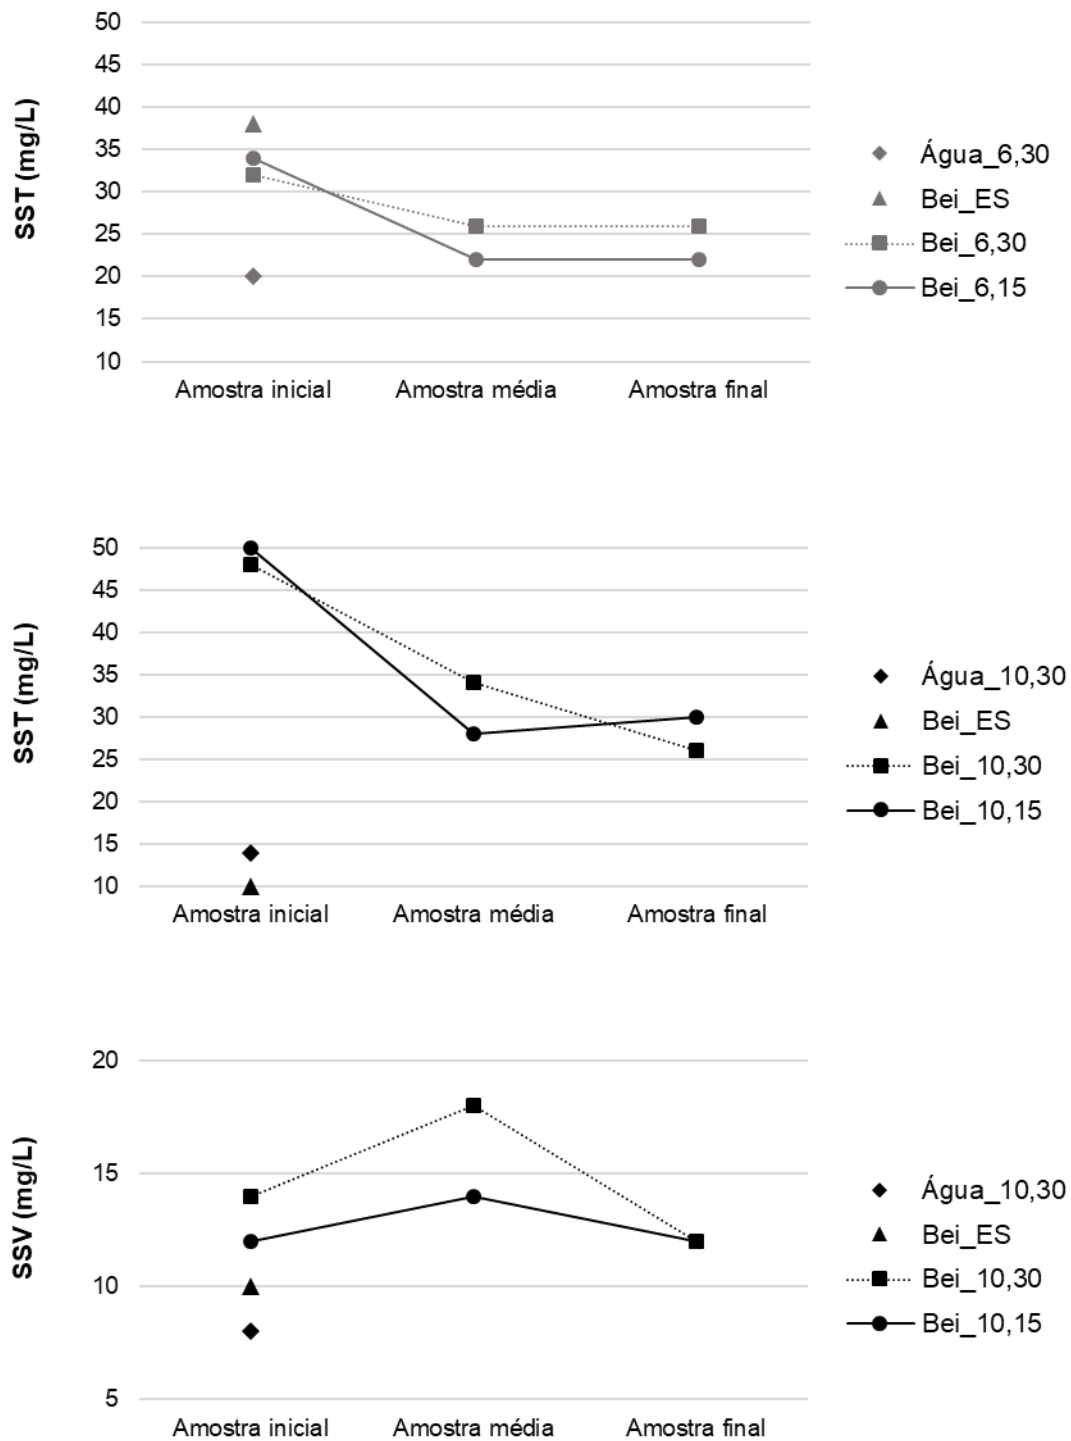 50
45
40
35
30
25
20
15
10
SST (mg/L)
Amostra inicial Amostra média Amostra final
Água_6,30
Bei_ES
Bei_6,30
Bei_6,15
50
45
40
35
30
25
20
15
10
SST (mg/L)
Amostra inicial Amostra média Amostra final
Água_10,30
Bei_ES
Bei_10,30
Bei_10,15
20
15
10
5
SSV (mg/L)
Amostra inicial Amostra média Amostra final
Água_10,30
Bei_ES
Bei_10,30
Bei_10,15